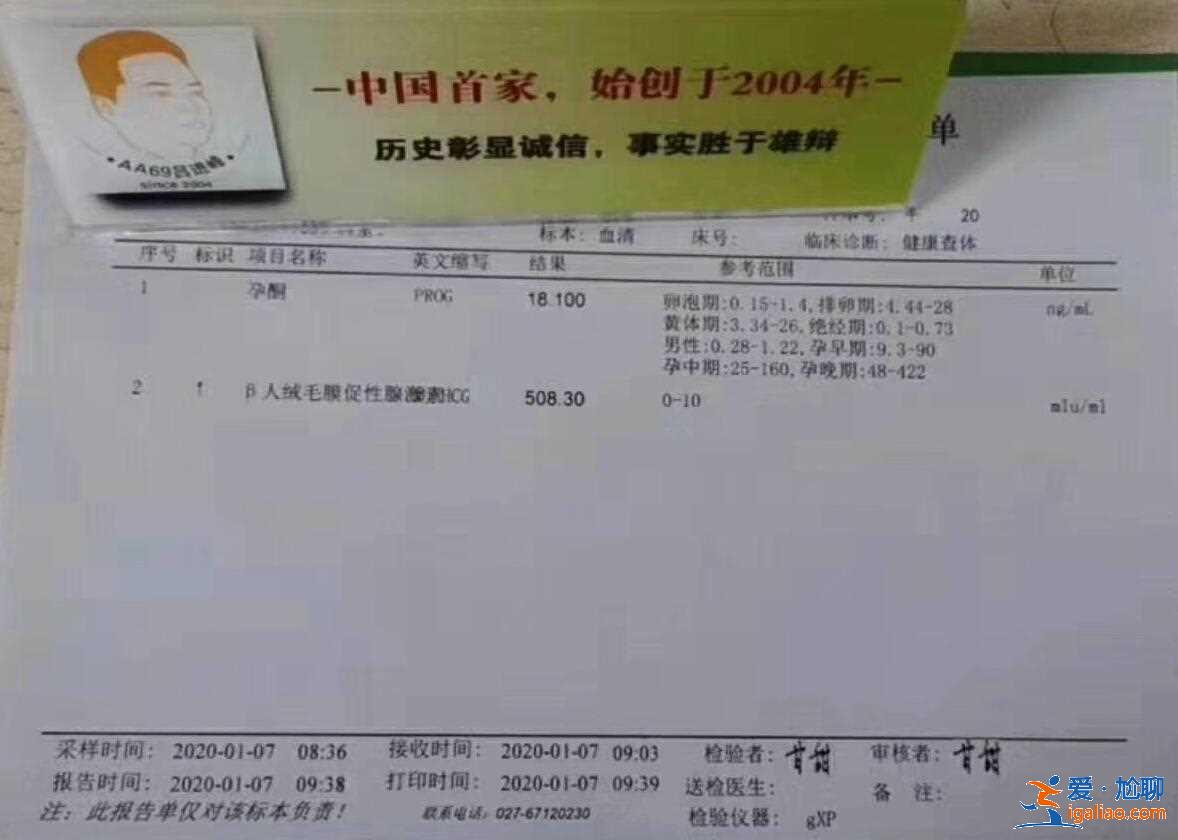 －中国首家，始创于2004年－
历史彰显诚信，事实胜于雄辩
·AA69吕进峰·
since 2004
单
20
标本：血清 床号： 临床诊断：健康查体
序号 标识 项目名称 英文缩写 结果 参考范围 单位
1 孕酮 PROG 18.100 卵泡期:0.15-1.4,排卵期:4.44-28 ng/mL
黄体期:3.34-26,绝经期:0.1-0.73
男性:0.28-1.22,孕早期:9.3-90
孕中期:25-160,孕晚期:48-422
2 ↑ β人绒毛膜促性腺激 HCG 508.30 0-10 mlu/ml
采样时间：2020-01-07 08:36 接收时间：2020-01-07 09:03 检验者：甘甜 审核者：甘甜
报告时间：2020-01-07 09:38 打印时间：2020-01-07 09:39 送检医生： 备 注：
注：此报告单仅对该标本负责！ 联系电话：027-67120230 检验仪器： gXP
爱·尬聊
igaliao.com